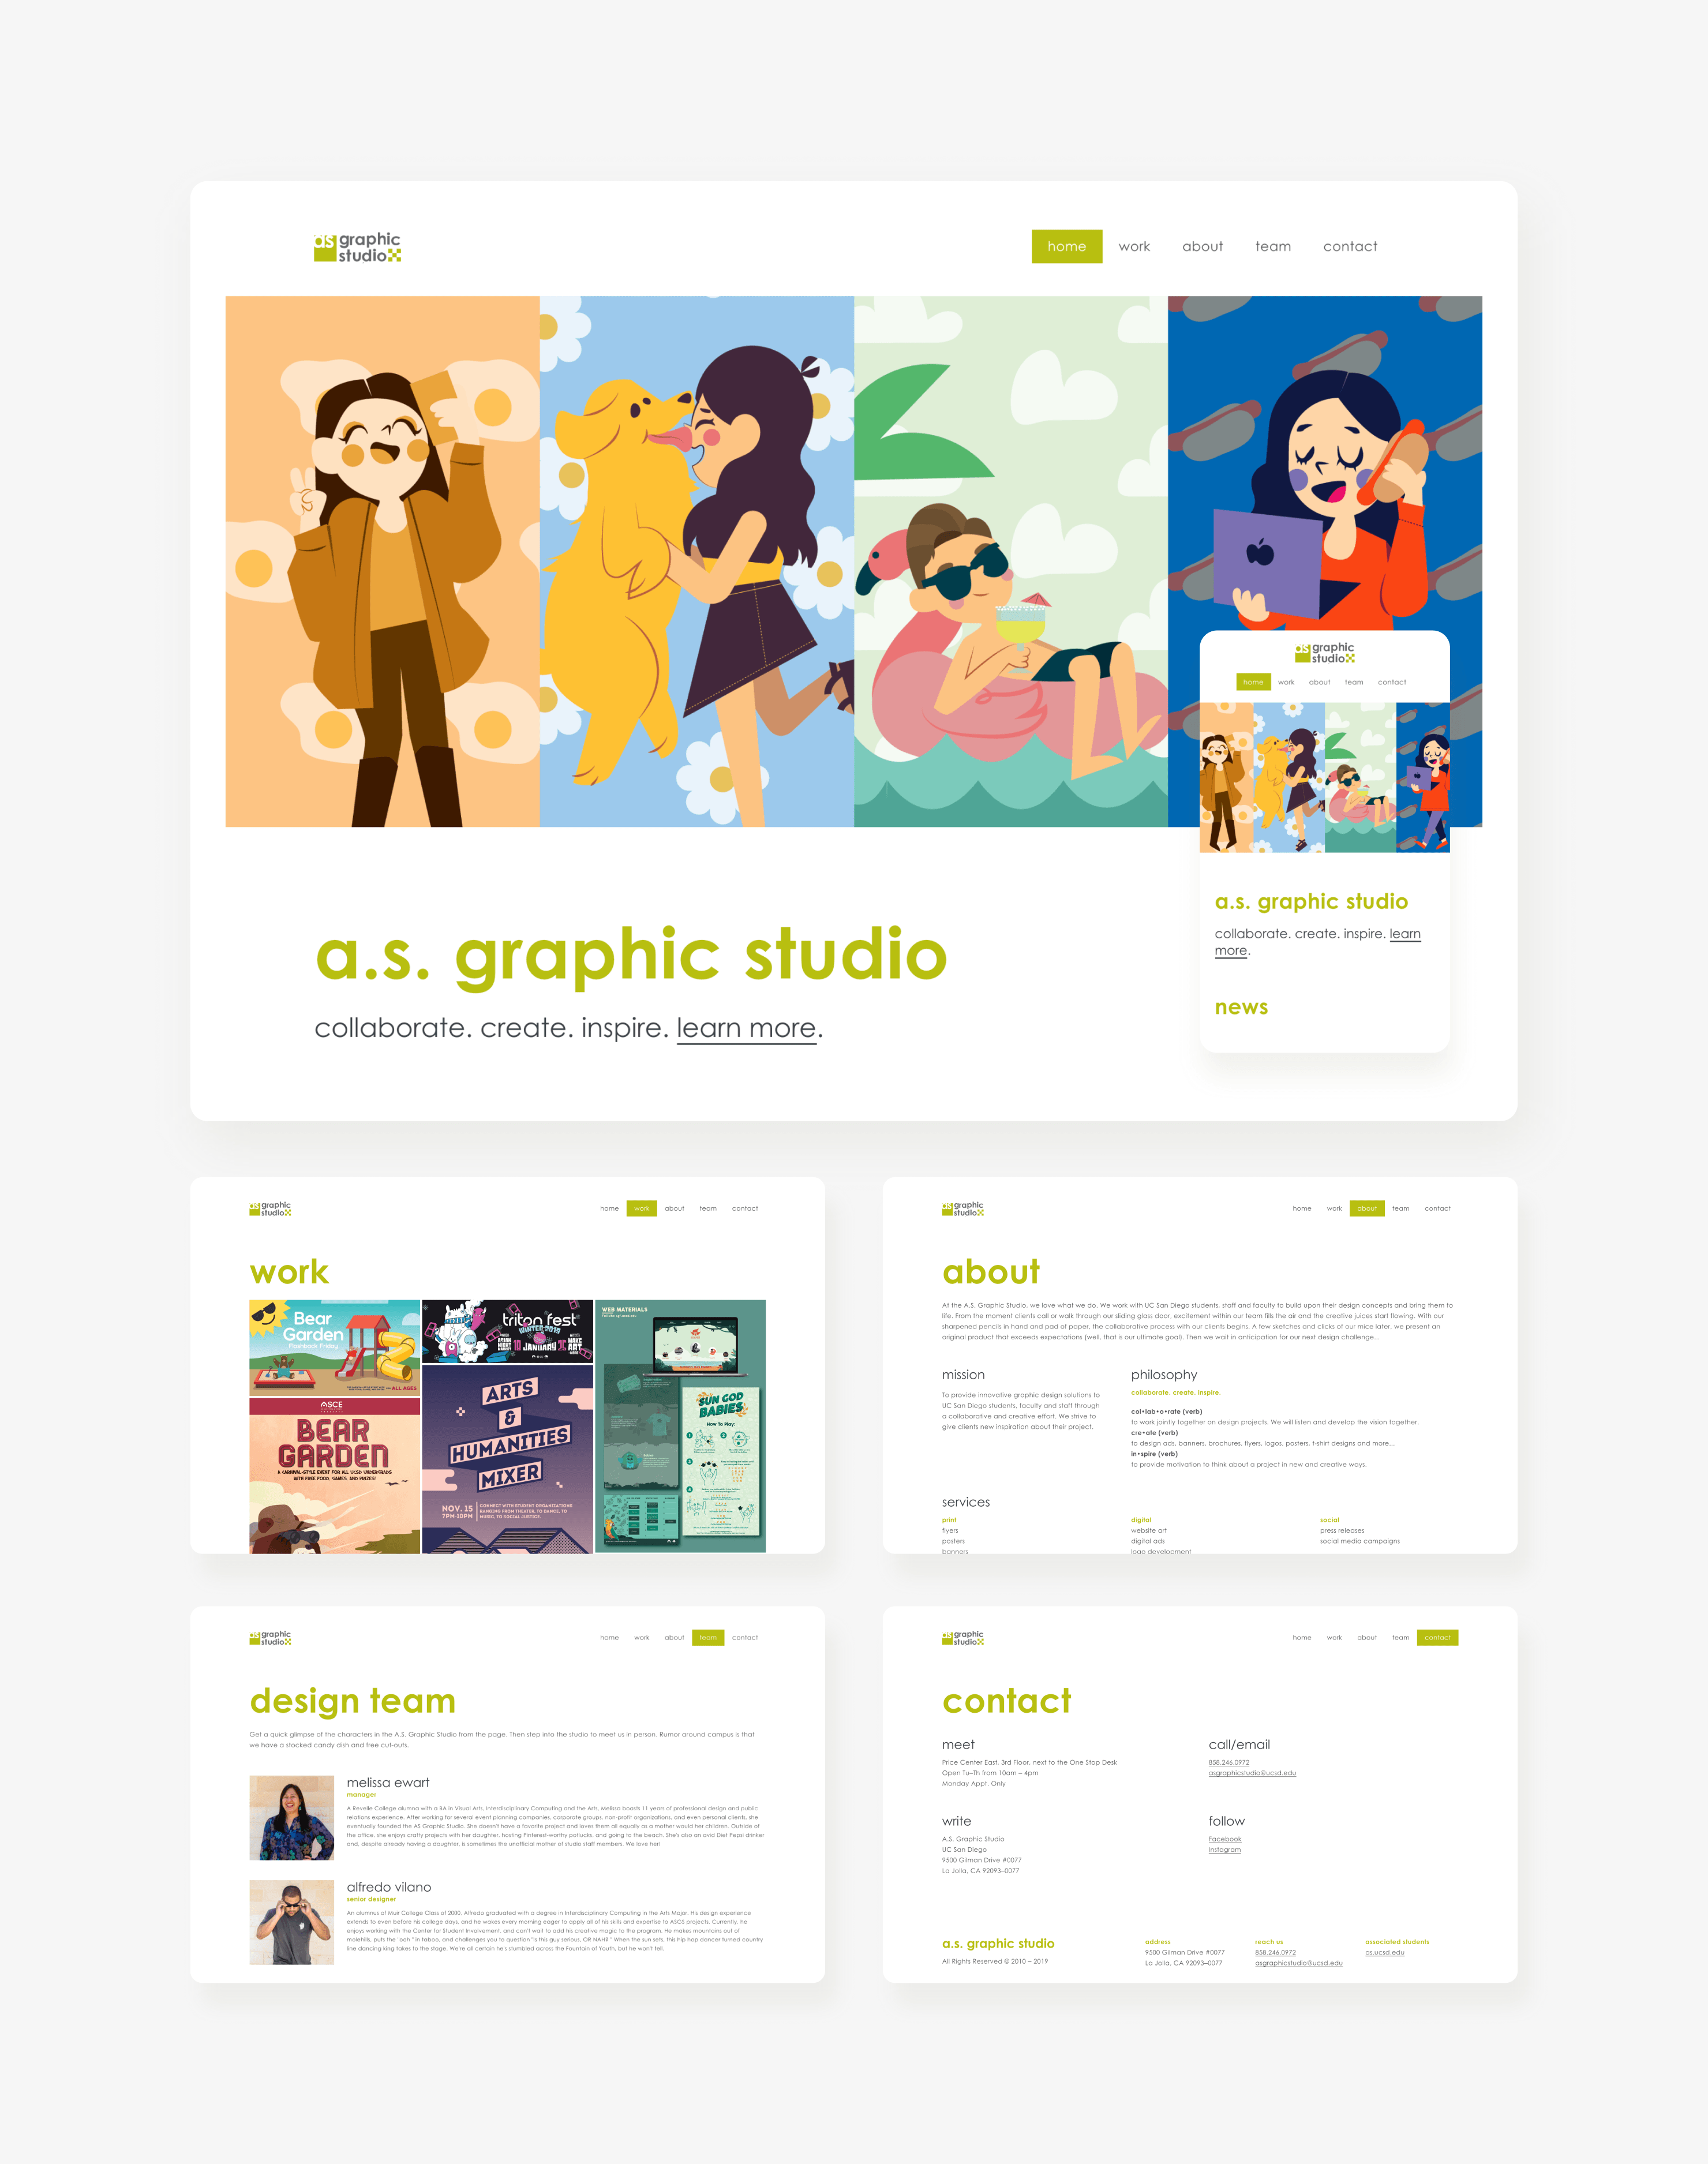 as graphic
studio
home work about team contact
a.s. graphic studio
collaborate. create. inspire. learn more.
as graphic
studio
home work about team contact
a.s. graphic studio
collaborate. create. inspire. learn
more.
news
as graphic
studio
home work about team contact
work
Bear
Garden
Flashback Friday
ALL AGES
ASCE
PRESENTS
BEAR
GARDEN
A CARNIVAL-STYLE EVENT FOR ALL UCSD UNDERGRADS
WITH FREE FOOD, GAMES, AND PRIZES!
triton fest
WINTER 2019
10 JANUARY
ARTS
&
HUMANITIES
MIXER
NOV. 15
7PM-10PM
CONNECT WITH STUDENT ORGANIZATIONS
RANGING FROM THEATER, TO DANCE, TO
MUSIC, TO SOCIAL JUSTICE.
WEB MATERIALS
SUN GOD
BABIES
How To Play:
as graphic
studio
home work about team contact
about
At the A.S. Graphic Studio, we love what we do. We work with UC San Diego students, staff and faculty to build upon their design concepts and bring them to
life. From the moment clients call or walk through our sliding glass door, excitement within our team fills the air and the creative juices start flowing. With our
sharpened pencils in hand and pad of paper, the collaborative process with our clients begins. A few sketches and clicks of our mice later, we present an
original product that exceeds expectations (well, that is our ultimate goal). Then we wait in anticipation for our next design challenge...
mission
To provide innovative graphic design solutions to
UC San Diego students, faculty and staff through
a collaborative and creative effort. We strive to
give clients new inspiration about their project.
philosophy
collaborate. create. inspire.
col•lab•o•rate (verb)
to work jointly together on design projects. We will listen and develop the vision together.
cre•ate (verb)
to design ads, banners, brochures, flyers, logos, posters, t-shirt designs and more...
in•spire (verb)
to provide motivation to think about a project in new and creative ways.
services
print
flyers
posters
banners
digital
website art
digital ads
logo development
social
press releases
social media campaigns
as graphic
studio
home work about team contact
design team
Get a quick glimpse of the characters in the A.S. Graphic Studio from the page. Then step into the studio to meet us in person. Rumor around campus is that
we have a stocked candy dish and free cut-outs.
melissa ewart
manager
A Revelle College alumna with a BA in Visual Arts, Interdisciplinary Computing and the Arts, Melissa boasts 11 years of professional design and public
relations experience. After working for several event planning companies, corporate groups, non-profit organizations, and even personal clients, she
eventually founded the AS Graphic Studio. She doesn't have a favorite project and loves them all equally as a mother would her children. Outside of
the office, she enjoys crafty projects with her daughter, hosting Pinterest-worthy potlucks, and going to the beach. She's also an avid Diet Pepsi drinker
and, despite already having a daughter, is sometimes the unofficial mother of studio staff members. We love her!
alfredo vilano
senior designer
An alumnus of Muir College Class of 2000, Alfredo graduated with a degree in Interdisciplinary Computing in the Arts Major. His design experience
extends to even before his college days, and he wakes every morning eager to apply all of his skills and expertise to ASGS projects. Currently, he
enjoys working with the Center for Student Involvement, and can't wait to add his creative magic to the program. He makes mountains out of
molehills, puts the "ooh " in taboo, and challenges you to question "Is this guy serious, OR NAH? " When the sun sets, this hip hop dancer turned country
line dancing king takes to the stage. We're all certain he's stumbled across the Fountain of Youth, but he won't tell.
as graphic
studio
home work about team contact
contact
meet
Price Center East, 3rd Floor, next to the One Stop Desk
Open Tu–Th from 10am – 4pm
Monday Appt. Only
call/email
858.246.0972
asgraphicstudio@ucsd.edu
write
A.S. Graphic Studio
UC San Diego
9500 Gilman Drive #0077
La Jolla, CA 92093–0077
follow
Facebook
Instagram
a.s. graphic studio
All Rights Reserved © 2010 – 2019
address
9500 Gilman Drive #0077
La Jolla, CA 92093–0077
reach us
858.246.0972
asgraphicstudio@ucsd.edu
associated students
as.ucsd.edu